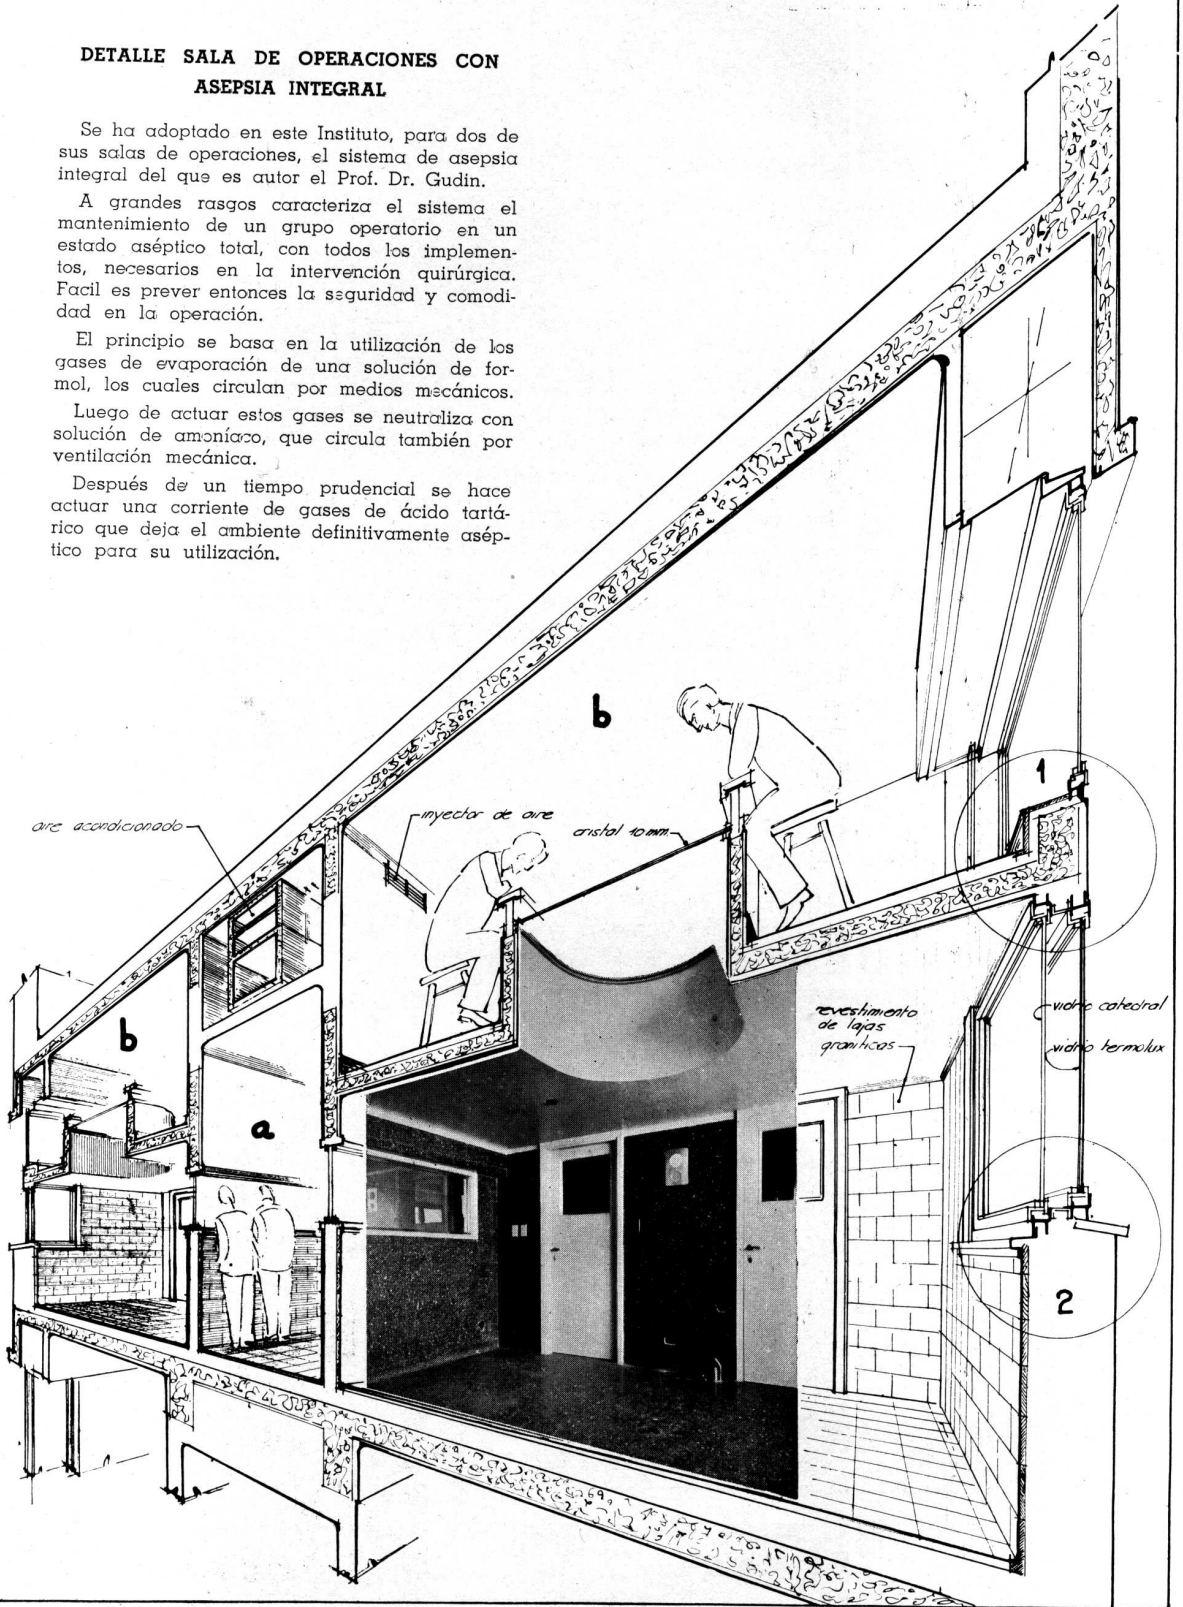 DETALLE SALA DE OPERACIONES CON
ASEPSIA INTEGRAL
Se ha adoptado en este Instituto, para dos de
sus salas de operaciones, el sistema de asepsia
integral del que es autor el Prof. Dr. Gudin.
A grandes rasgos caracteriza el sistema el
mantenimiento de un grupo operatorio en un
estado aséptico total, con todos los implemen-
tos, necesarios en la intervención quirúrgica.
Facil es prever entonces la seguridad y comodi-
dad en la operación.
El principio se basa en la utilización de los
gases de evaporación de una solución de for-
mol, los cuales circulan por medios mecánicos.
Luego de actuar estos gases se neutraliza con
solución de amoníaco, que circula también por
ventilación mecánica.
Después de un tiempo prudencial se hace
actuar una corriente de gases de ácido tartá-
rico que deja el ambiente definitivamente asép-
tico para su utilización.
b
1
aire acondicionado
inyector de aire
cristal 10 mm.
revestimiento
de lajas
graníticas
vidrio catedral
vidrio termolux
b
a
2